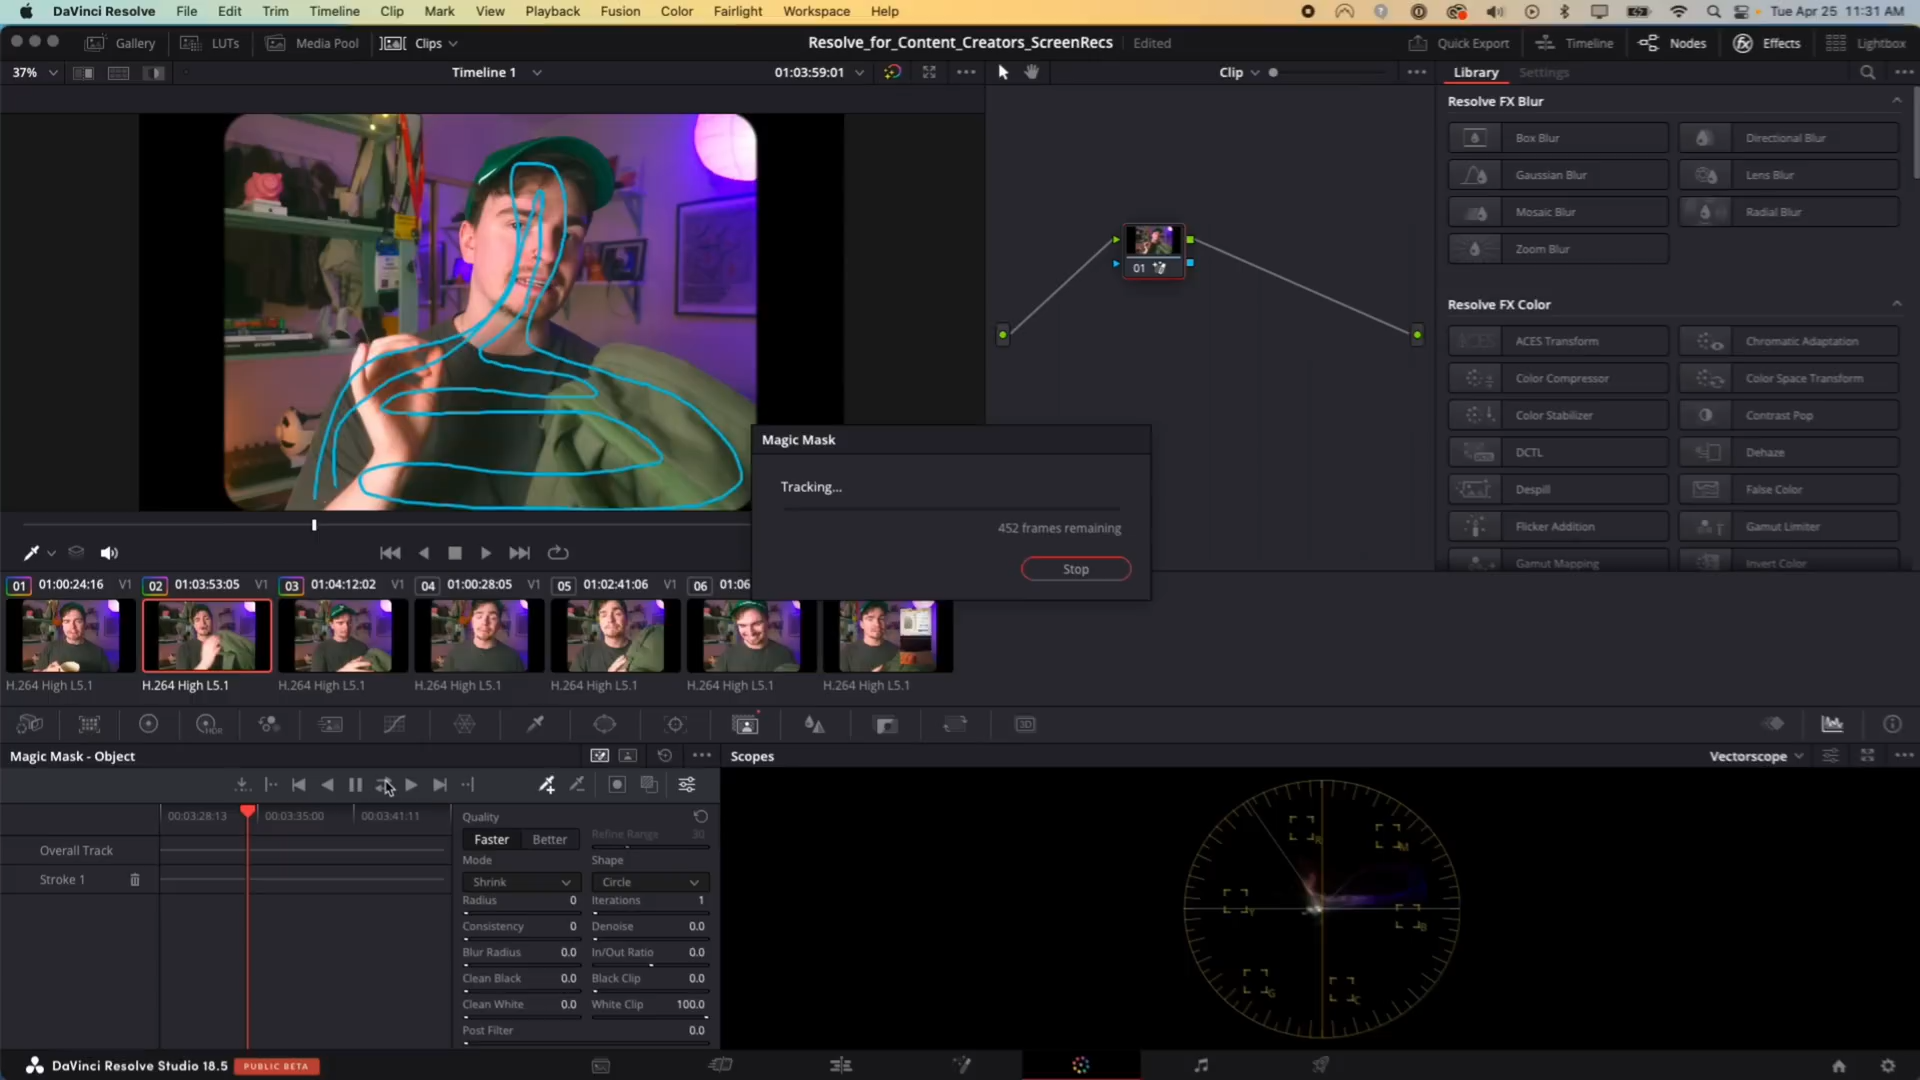 DaVinci Resolve File Edit Trim Timeline Clip Mark View Playback Fusion Color Fairlight Workspace Help Tue Apr 25 11:31 AM
Gallery LUTs Media Pool Clips Resolve_for_Content_Creators_ScreenRecs Edited Quick Export Timeline Nodes Effects Lightbox
37% Timeline 1 01:03:59:01 Clip Library Settings
Resolve FX Blur
Box Blur Directional Blur
Gaussian Blur Lens Blur
Mosaic Blur Radial Blur
Zoom Blur
01
Resolve FX Color
ACES Transform Chromatic Adaptation
Color Compressor Color Space Transform
Color Stabilizer Contrast Pop
DCTL Dehaze
Despill False Color
Flicker Addition Gamut Limiter
Gamut Mapping Invert Color
Magic Mask
Tracking...
452 frames remaining
Stop
01 01:00:24:16 V1 02 01:03:53:05 V1 03 01:04:12:02 V1 04 01:00:28:05 V1 05 01:02:41:06 V1 06 01:06
H.264 High L5.1 H.264 High L5.1 H.264 High L5.1 H.264 High L5.1 H.264 High L5.1 H.264 High L5.1 H.264 High L5.1
HDR 3D
Magic Mask - Object Scopes Vectorscope
00:03:28:13 00:03:35:00 00:03:41:11
Overall Track
Stroke 1
Quality
Faster Better Refine Range 30
Mode Shape
Shrink Circle
Radius 0 Iterations 1
Consistency 0 Denoise 0.0
Blur Radius 0.0 In/Out Ratio 0.0
Clean Black 0.0 Black Clip 0.0
Clean White 0.0 White Clip 100.0
Post Filter 0.0
R M
Y B
G C
DaVinci Resolve Studio 18.5 PUBLIC BETA